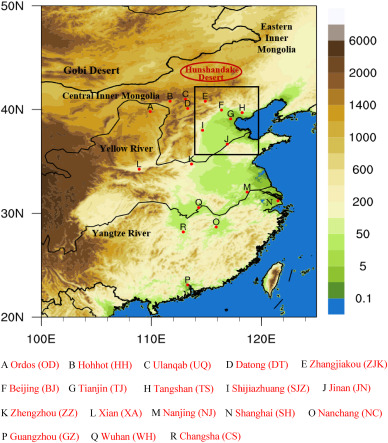 50N
40N
30N
20N
100E
110E
120E
Eastern
Inner
Mongolia
Gobi Desert
Hunshandake
Desert
Central Inner Mongolia
Yellow River
Yangtze River
A
B
C
D
E
F
G
H
I
J
K
L
M
N
O
P
Q
R
6000
2000
1400
1000
800
600
400
200
50
5
0.1
A Ordos (OD) B Hohhot (HH) C Ulanqab (UQ) D Datong (DT) E Zhangjiakou (ZJK)
F Beijing (BJ) G Tianjin (TJ) H Tangshan (TS) I Shijiazhuang (SJZ) J Jinan (JN)
K Zhengzhou (ZZ) L Xian (XA) M Nanjing (NJ) N Shanghai (SH) O Nanchang (NC)
P Guangzhou (GZ) Q Wuhan (WH) R Changsha (CS)